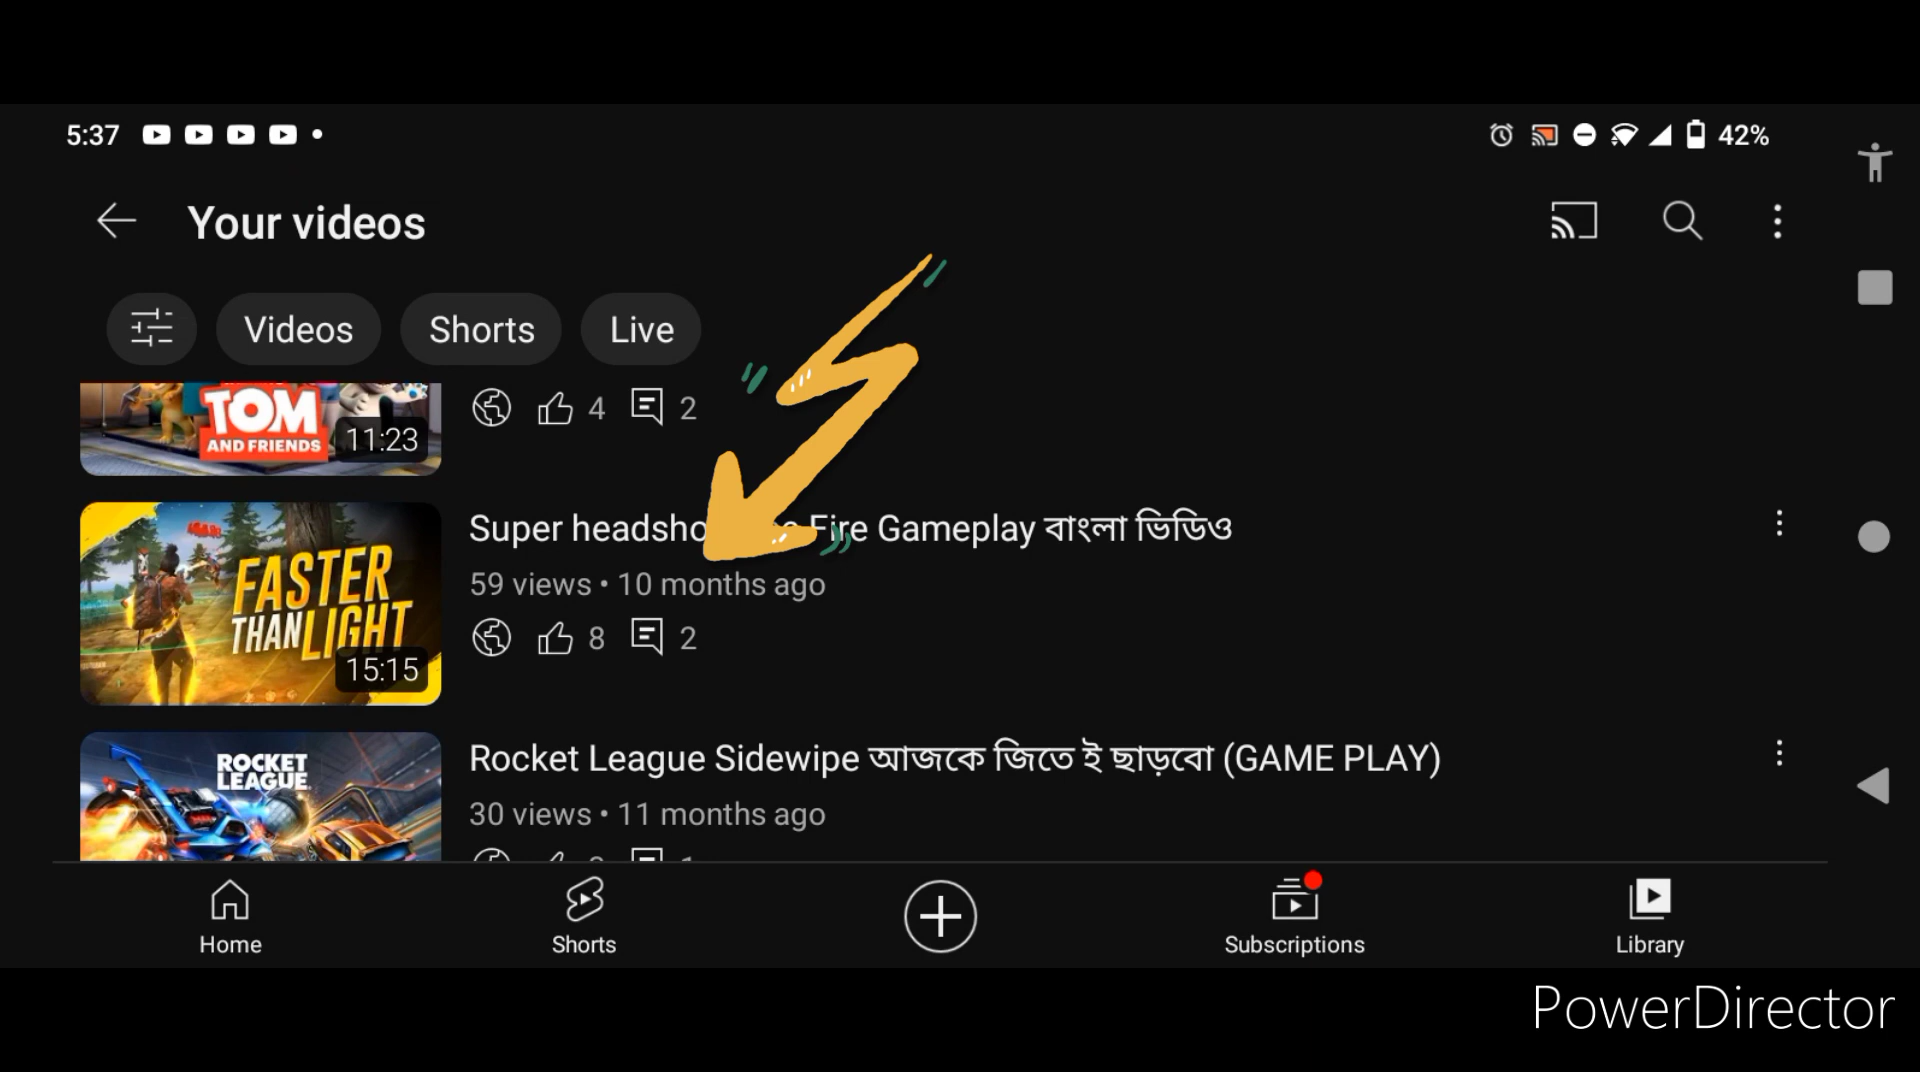 5:37
42%
Your videos
Videos
Shorts
Live
TOM
AND FRIENDS
11:23
4
2
Super headsho Fire Gameplay বাংলা ভিডিও
59 views • 10 months ago
8
2
FASTER
THAN LIGHT
15:15
Rocket League Sidewipe আজকে জিতে ই ছাড়বো (GAME PLAY)
30 views • 11 months ago
ROCKET
LEAGUE
Home
Shorts
Subscriptions
Library
PowerDirector